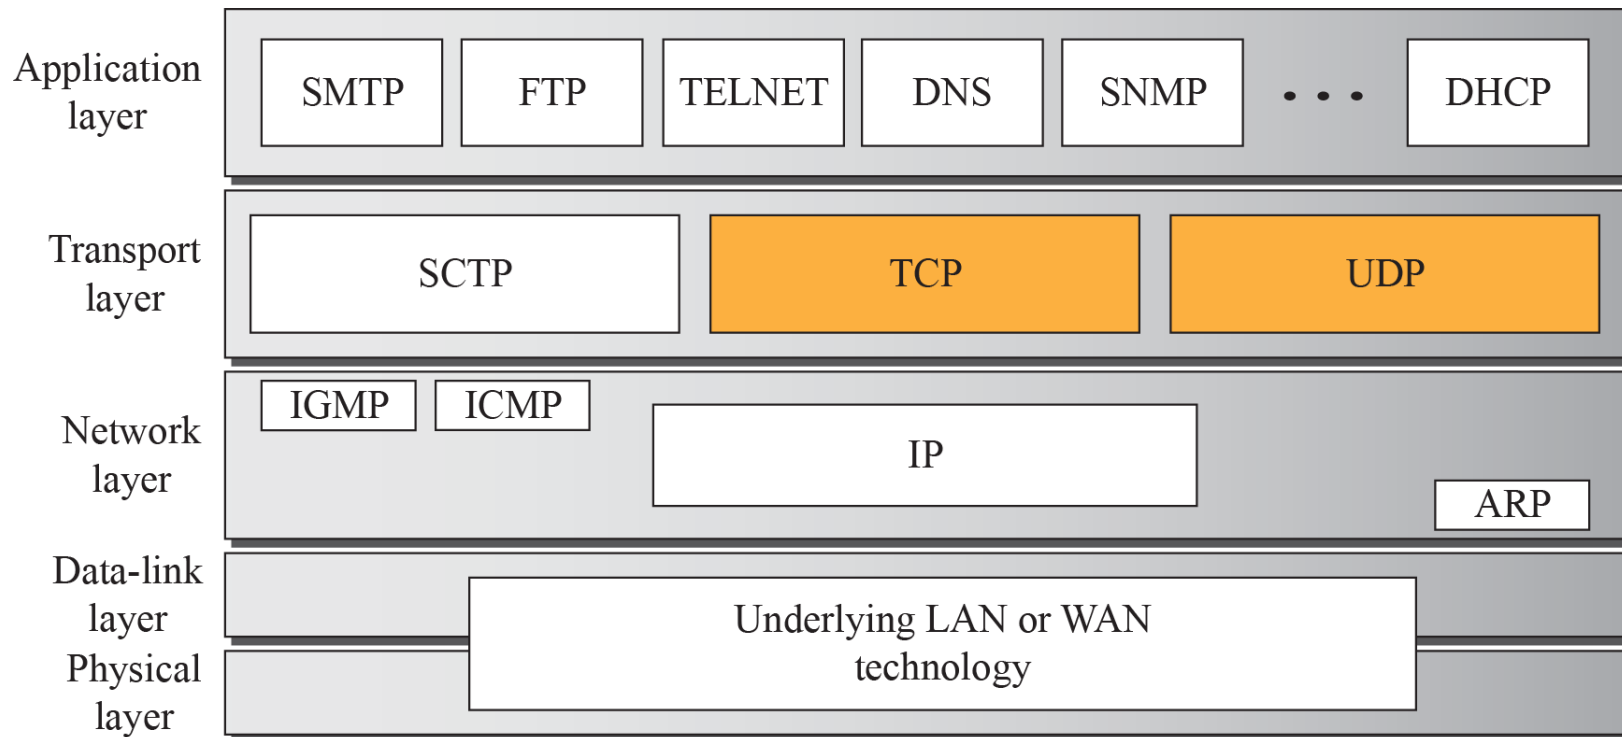 Application
layer
SMTP
FTP
TELNET
DNS
SNMP
. . .
DHCP
Transport
layer
SCTP
TCP
UDP
Network
layer
IGMP
ICMP
IP
ARP
Data-link
layer
Underlying LAN or WAN
technology
Physical
layer